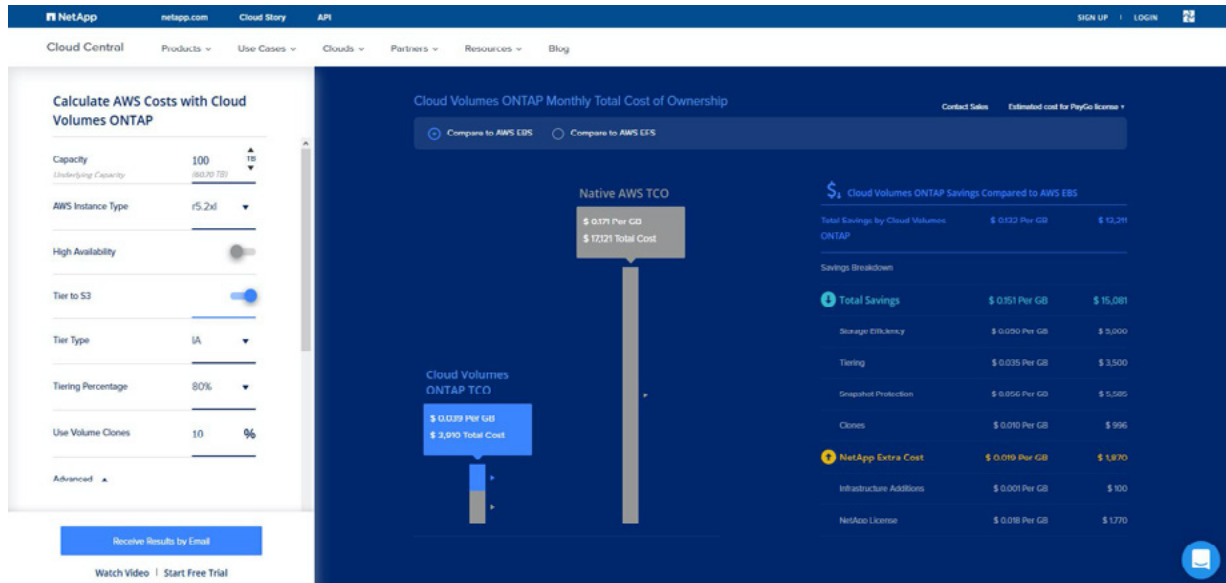 NetApp netapp.com Cloud Story API SIGN UP | LOGIN
Cloud Central Products Use Cases Clouds Partners Resources Blog
Calculate AWS Costs with Cloud
Volumes ONTAP
Capacity 100 TB
Underlying Capacity (60.70 TB)
AWS Instance Type r5.2xl
High Availability
Tier to S3
Tier Type IA
Tiering Percentage 80%
Use Volume Clones 10 %
Advanced
Receive Results by Email
Watch Video | Start Free Trial
Cloud Volumes ONTAP Monthly Total Cost of Ownership
Contact Sales Estimated cost for PayGo license
Compare to AWS EBS Compare to AWS EFS
Native AWS TCO
$ 0.171 Per GB
$ 17,121 Total Cost
Cloud Volumes
ONTAP TCO
$ 0.039 Per GB
$ 3,910 Total Cost
Cloud Volumes ONTAP Savings Compared to AWS
EBS
Total Savings by Cloud Volumes $ 0.132 Per GB $ 13,211
ONTAP
Savings Breakdown
Total Savings $ 0.151 Per GB $ 15,081
Storage Efficiency $ 0.050 Per GB $ 5,000
Tiering $ 0.035 Per GB $ 3,500
Snapshot Protection $ 0.056 Per GB $ 5,585
Clones $ 0.010 Per GB $ 996
NetApp Extra Cost $ 0.019 Per GB $ 1,870
Infrastructure Additions $ 0.001 Per GB $ 100
NetApp License $ 0.018 Per GB $ 1,770